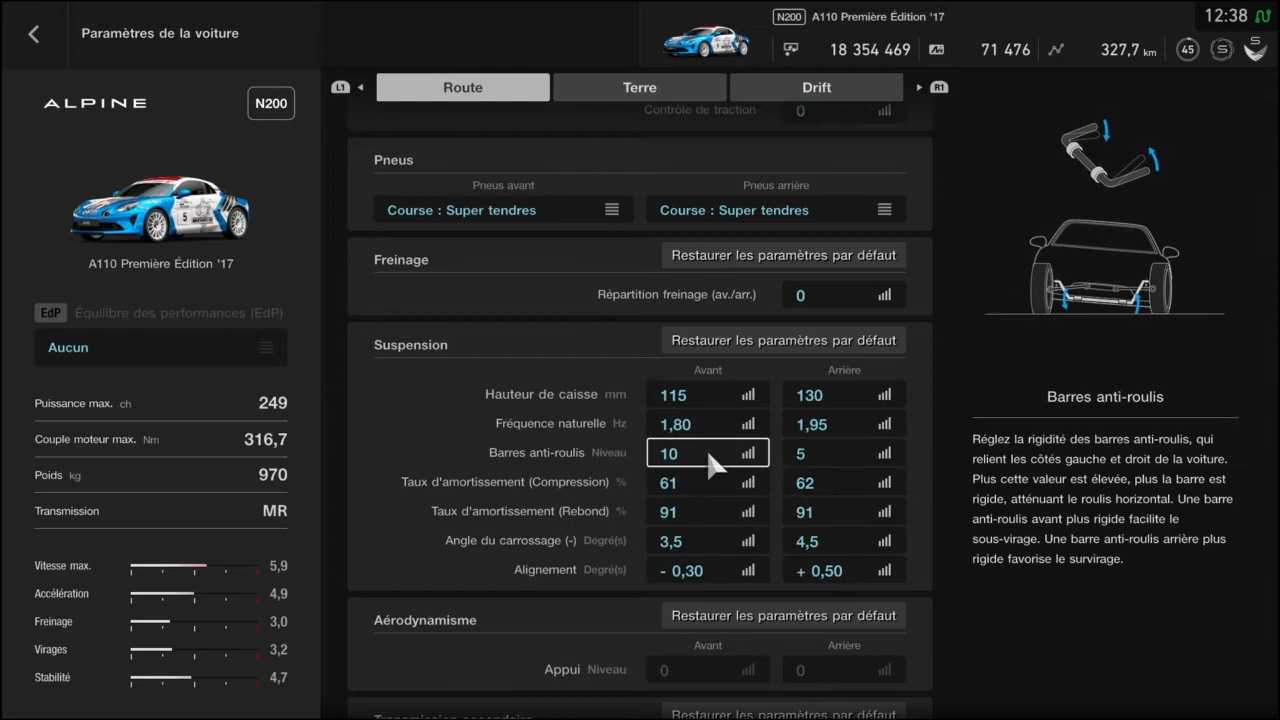 Paramètres de la voiture
N200 A110 Première Édition '17
12:38
18 354 469 71 476 327,7 km 45 S S
ALPINE N200
A110 Première Édition '17
EdP Équilibre des performances (EdP)
Aucun
Puissance max. ch 249
Couple moteur max. Nm 316,7
Poids kg 970
Transmission MR
Vitesse max. 5,9
Accélération 4,9
Freinage 3,0
Virages 3,2
Stabilité 4,7
L1 Route Terre Drift R1
Contrôle de traction 0
Pneus
Pneus avant Pneus arrière
Course : Super tendres Course : Super tendres
Freinage Restaurer les paramètres par défaut
Répartition freinage (av./arr.) 0
Suspension Restaurer les paramètres par défaut
Avant Arrière
Hauteur de caisse mm 115 130
Fréquence naturelle Hz 1,80 1,95
Barres anti-roulis Niveau 10 5
Taux d'amortissement (Compression) % 61 62
Taux d'amortissement (Rebond) % 91 91
Angle du carrossage (-) Degré(s) 3,5 4,5
Alignement Degré(s) - 0,30 + 0,50
Aérodynamisme Restaurer les paramètres par défaut
Avant Arrière
Appui Niveau 0 0
Transmission secondaire Restaurer les paramètres par défaut
Barres anti-roulis
Réglez la rigidité des barres anti-roulis, qui
relient les côtés gauche et droit de la voiture.
Plus cette valeur est élevée, plus la barre est
rigide, atténuant le roulis horizontal. Une barre
anti-roulis avant plus rigide facilite le
sous-virage. Une barre anti-roulis arrière plus
rigide favorise le survirage.